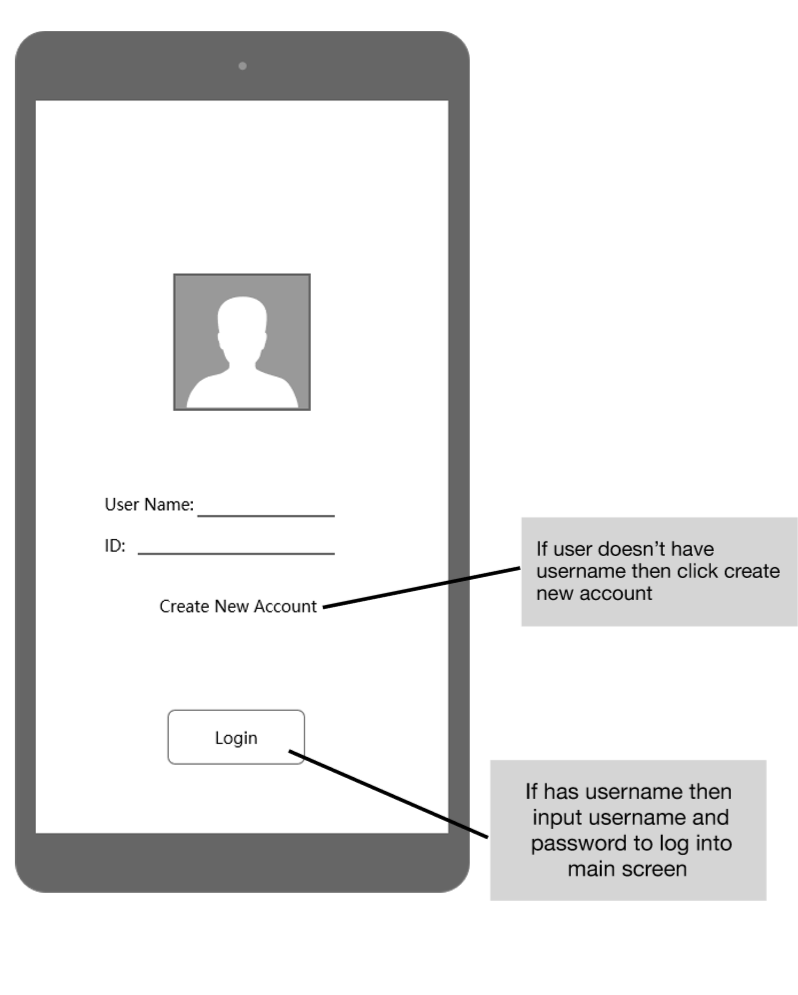 User Name:
ID:
Create New Account
Login
If user doesn’t have
username then click create
new account
If has username then
input username and
password to log into
main screen